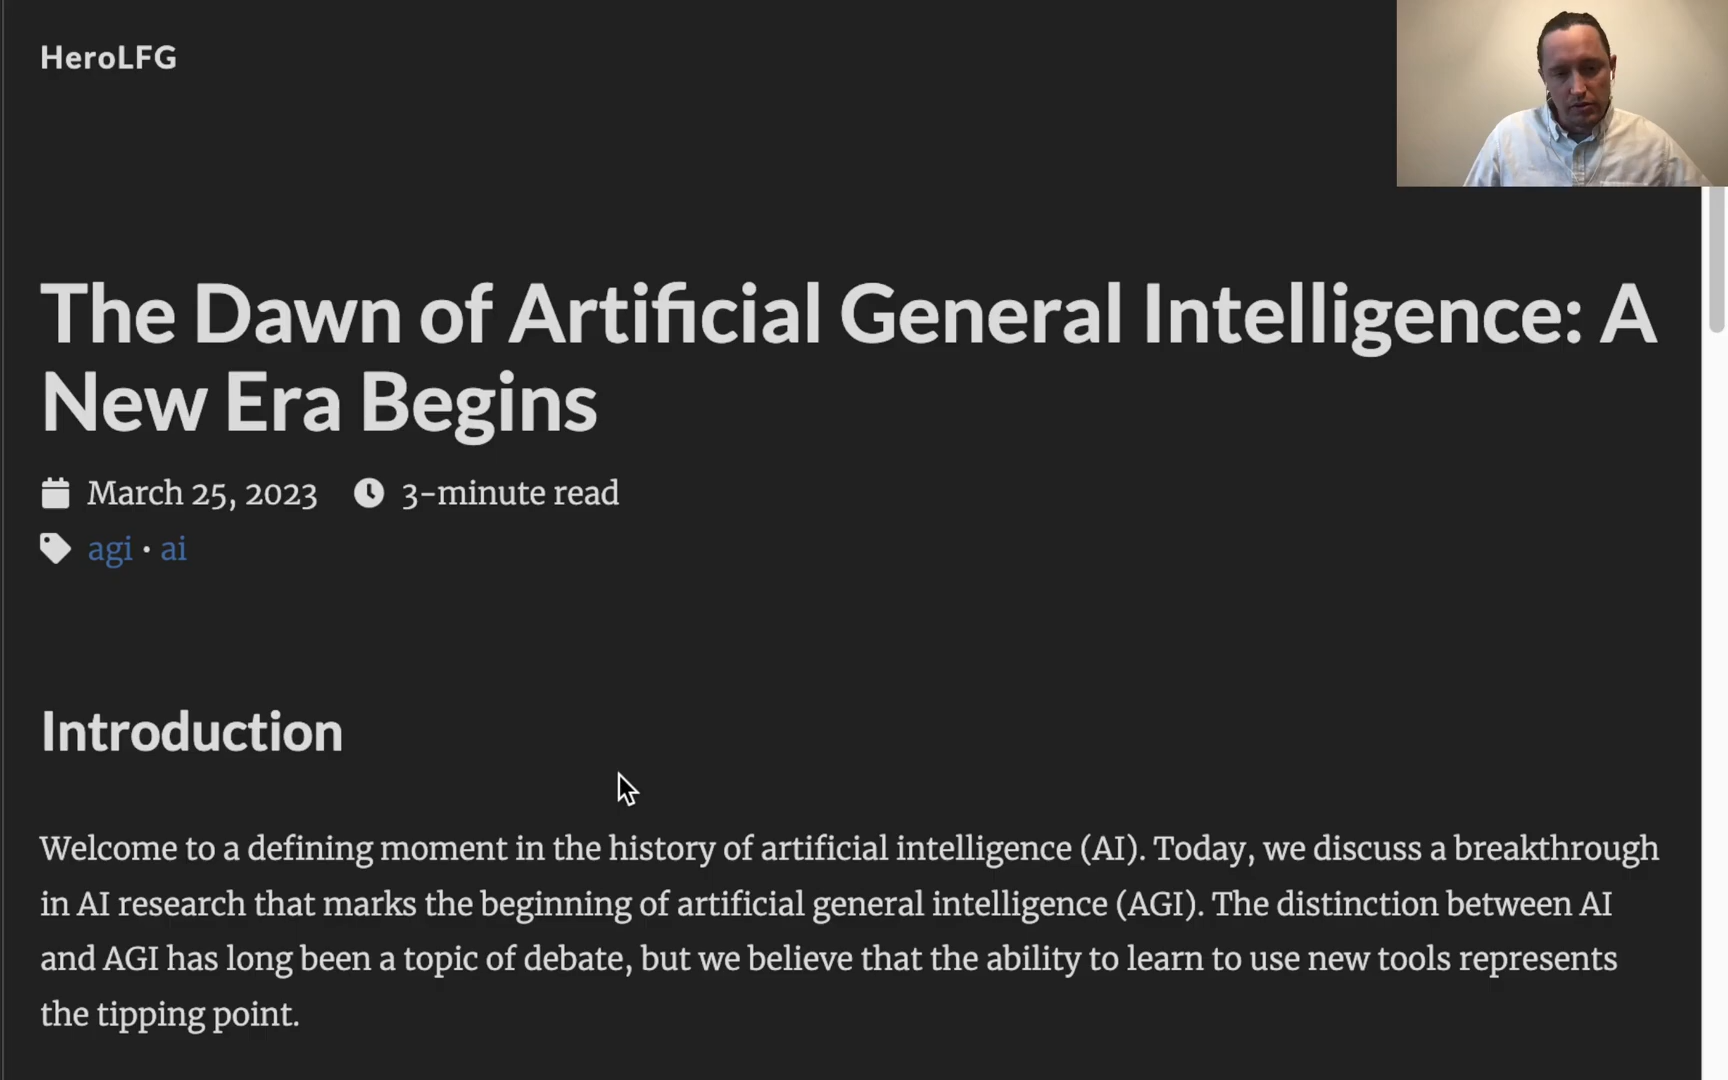 HeroLFG
The Dawn of Artificial General Intelligence: A
New Era Begins
March 25, 2023 3-minute read
agi • ai
Introduction
Welcome to a defining moment in the history of artificial intelligence (AI). Today, we discuss a breakthrough
in AI research that marks the beginning of artificial general intelligence (AGI). The distinction between AI
and AGI has long been a topic of debate, but we believe that the ability to learn to use new tools represents
the tipping point.